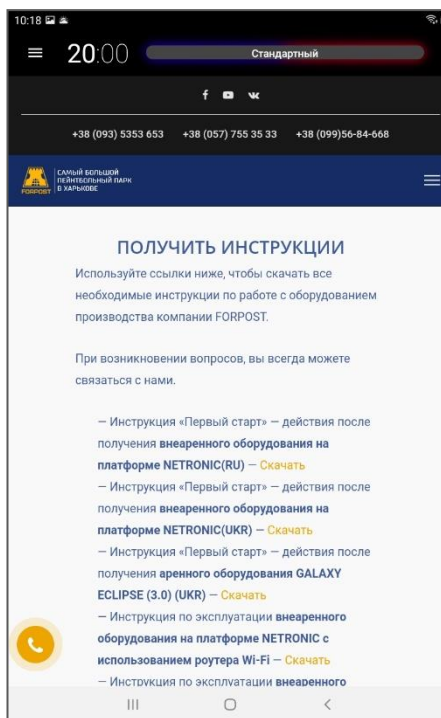 10:18
20:00
Стандартный
+38 (093) 5353 653 +38 (057) 755 35 33 +38 (099)56-84-668
FORPOST
САМЫЙ БОЛЬШОЙ
ПЕЙНТБОЛЬНЫЙ ПАРК
В ХАРЬКОВЕ
ПОЛУЧИТЬ ИНСТРУКЦИИ
Используйте ссылки ниже, чтобы скачать все
необходимые инструкции по работе с оборудованием
производства компании FORPOST.
При возникновении вопросов, вы всегда можете
связаться с нами.
— Инструкция «Первый старт» — действия после
получения внеаренного оборудования на
платформе NETRONIC(RU) — Скачать
— Инструкция «Первый старт» — действия после
получения внеаренного оборудования на
платформе NETRONIC(UKR) — Скачать
— Инструкция «Первый старт» — действия после
получения аренного оборудования GALAXY
ECLIPSE (3.0) (UKR) — Скачать
— Инструкция по эксплуатации внеаренного
оборудования на платформе NETRONIC с
использованием роутера Wi-Fi — Скачать
— Инструкция по эксплуатации внеаренного